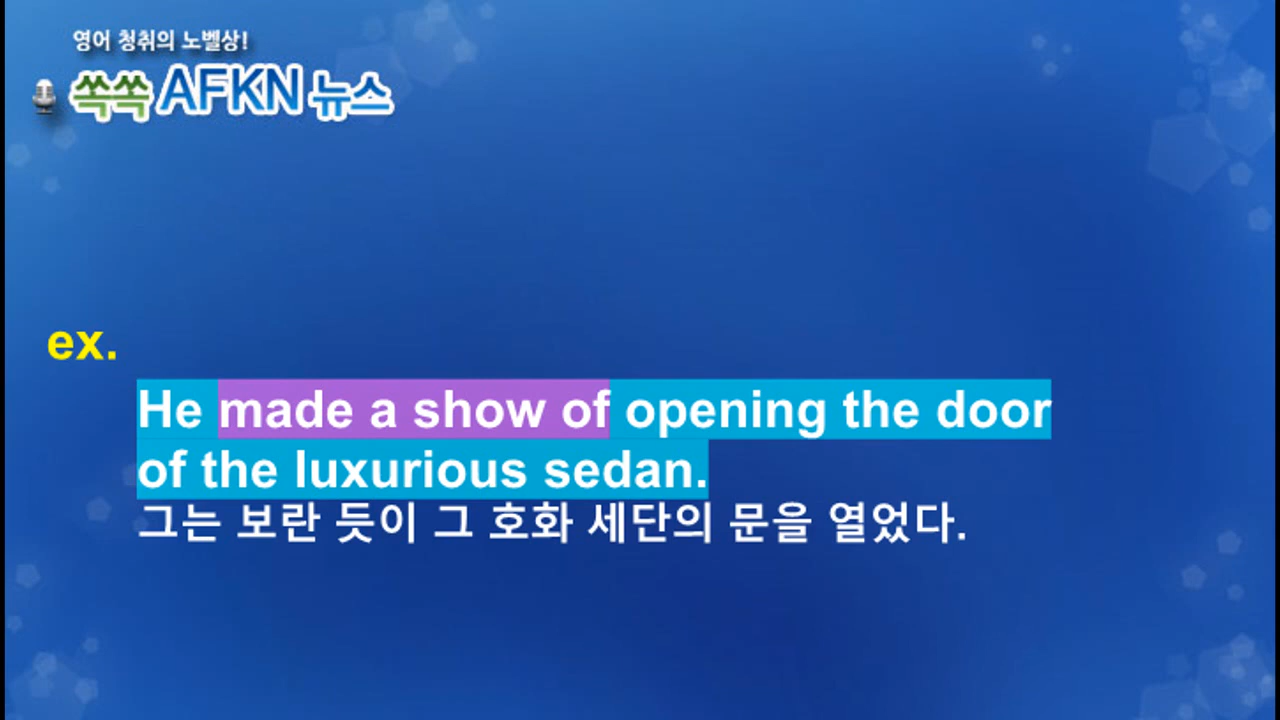 영어 청취의 노벨상!
쏙쏙 AFKN 뉴스
ex.
He made a show of opening the door
of the luxurious sedan.
그는 보란 듯이 그 호화 세단의 문을 열었다.